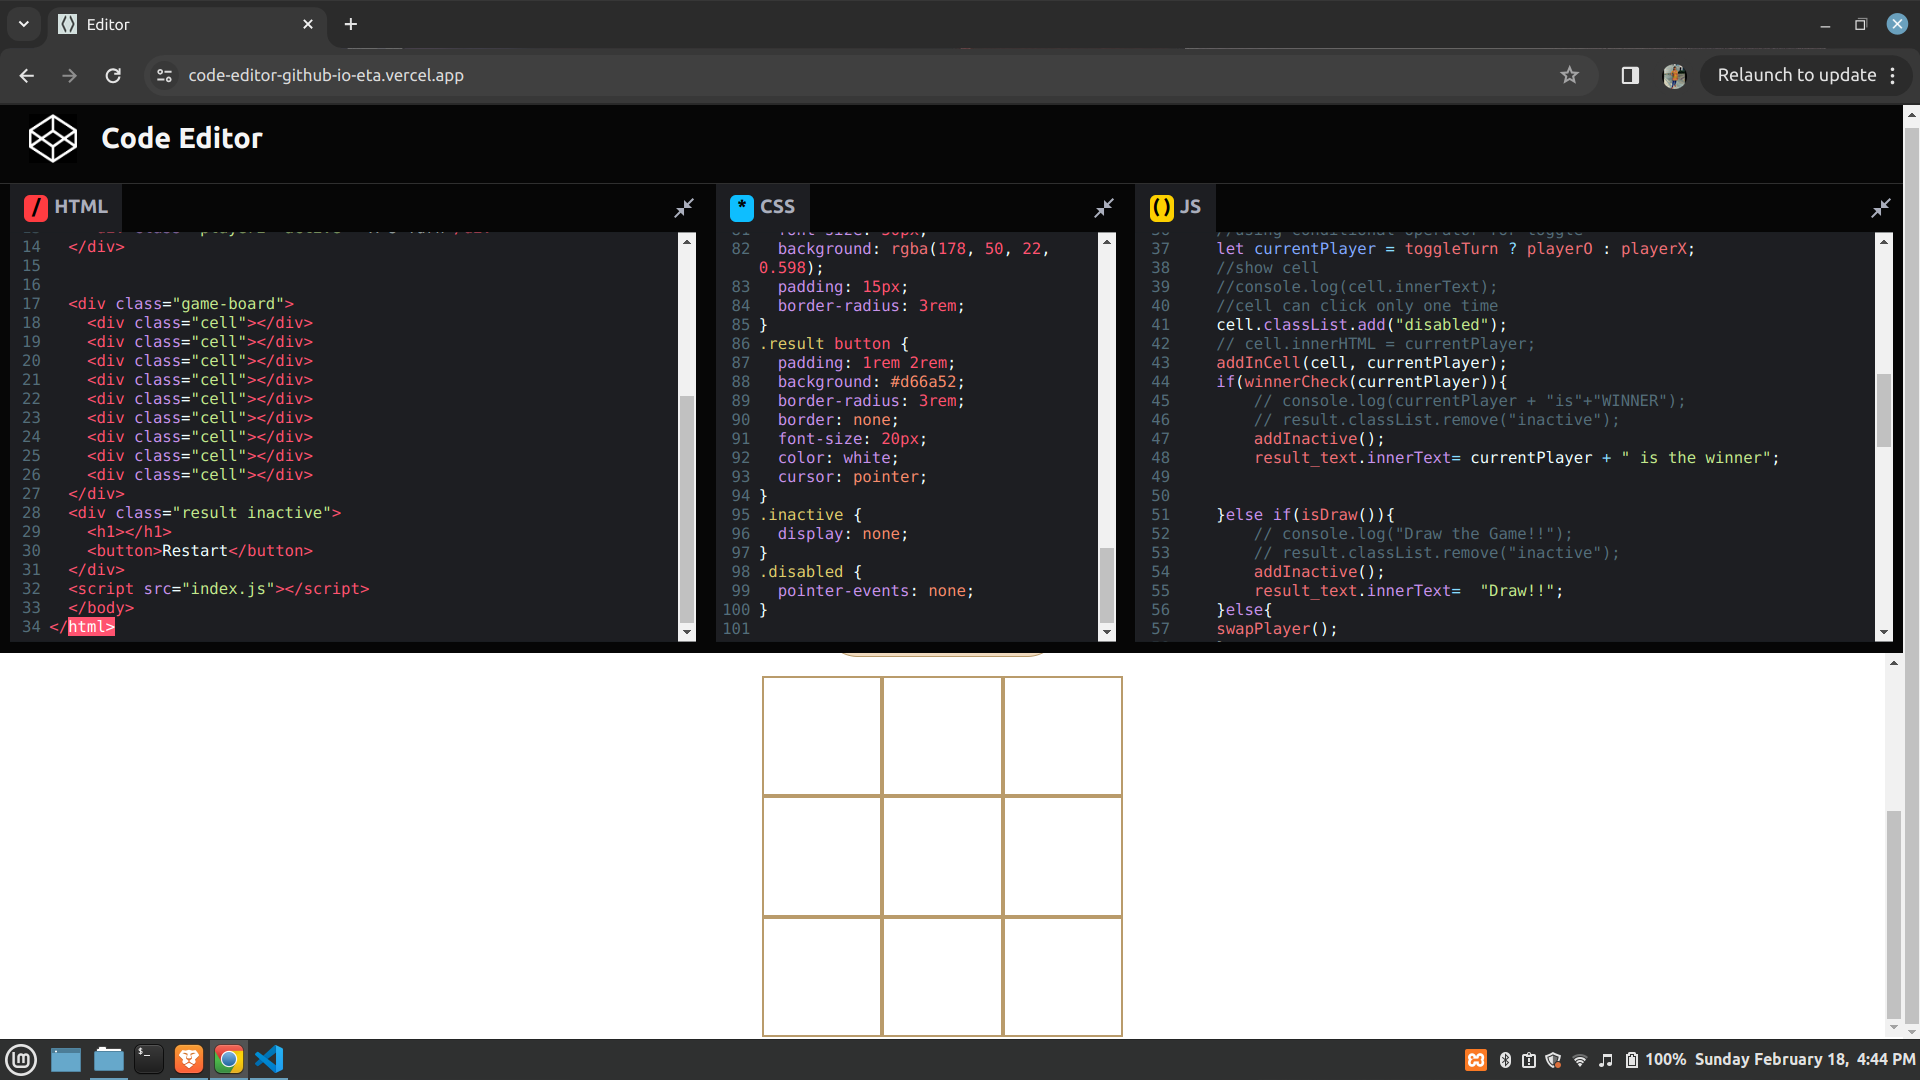 Editor
code-editor-github-io-eta.vercel.app
Relaunch to update
Code Editor
/ HTML
14 </div>
15
16
17 <div class="game-board">
18 <div class="cell"></div>
19 <div class="cell"></div>
20 <div class="cell"></div>
21 <div class="cell"></div>
22 <div class="cell"></div>
23 <div class="cell"></div>
24 <div class="cell"></div>
25 <div class="cell"></div>
26 <div class="cell"></div>
27 </div>
28 <div class="result inactive">
29 <h1></h1>
30 <button>Restart</button>
31 </div>
32 <script src="index.js"></script>
33 </body>
34 </html>
* CSS
82 background: rgba(178, 50, 22,
0.598);
83 padding: 15px;
84 border-radius: 3rem;
85 }
86 .result button {
87 padding: 1rem 2rem;
88 background: #d66a52;
89 border-radius: 3rem;
90 border: none;
91 font-size: 20px;
92 color: white;
93 cursor: pointer;
94 }
95 .inactive {
96 display: none;
97 }
98 .disabled {
99 pointer-events: none;
100 }
101
() JS
36 //using conditional operator for toggle
37 let currentPlayer = toggleTurn ? playerO : playerX;
38 //show cell
39 //console.log(cell.innerText);
40 //cell can click only one time
41 cell.classList.add("disabled");
42 // cell.innerHTML = currentPlayer;
43 addInCell(cell, currentPlayer);
44 if(winnerCheck(currentPlayer)){
45 // console.log(currentPlayer + "is"+"WINNER");
46 // result.classList.remove("inactive");
47 addInactive();
48 result_text.innerText= currentPlayer + " is the winner";
49
50
51 }else if(isDraw()){
52 // console.log("Draw the Game!!");
53 // result.classList.remove("inactive");
54 addInactive();
55 result_text.innerText= "Draw!!";
56 }else{
57 swapPlayer();
100% Sunday February 18, 4:44 PM